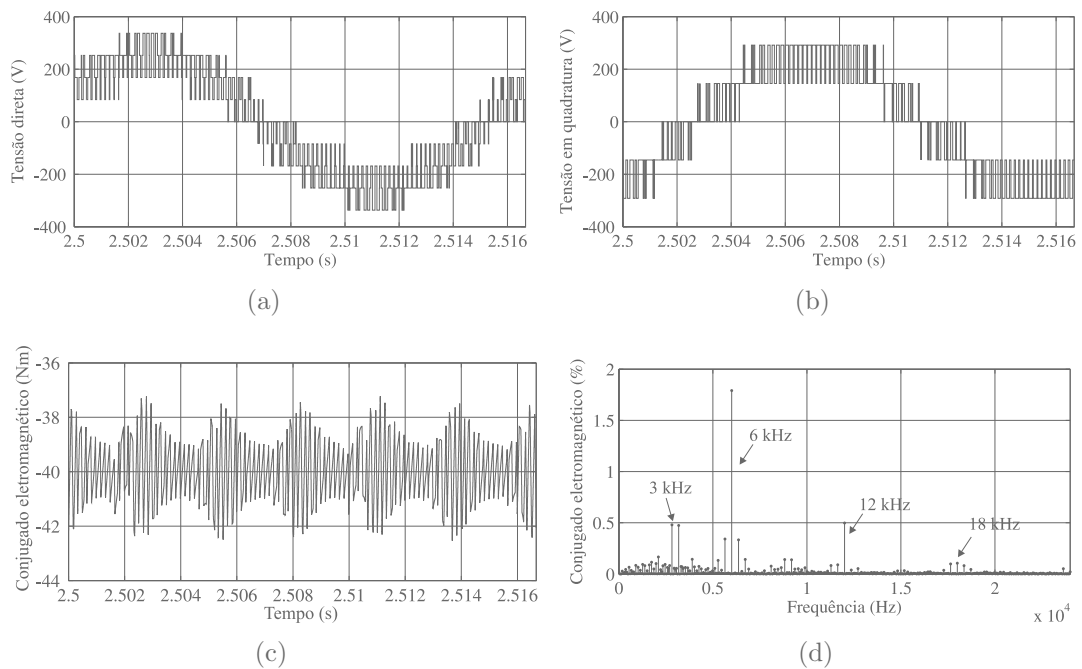 Tensão direta (V)
400
200
0
-200
-400
2.5 2.502 2.504 2.506 2.508 2.51 2.512 2.514 2.516
Tempo (s)
(a)
Tensão em quadratura (V)
400
200
0
-200
-400
2.5 2.502 2.504 2.506 2.508 2.51 2.512 2.514 2.516
Tempo (s)
(b)
Conjugado eletromagnético (Nm)
-36
-38
-40
-42
-44
2.5 2.502 2.504 2.506 2.508 2.51 2.512 2.514 2.516
Tempo (s)
(c)
Conjugado eletromagnético (%)
2
1.5
1
0.5
0
6 kHz
3 kHz
12 kHz
18 kHz
0 0.5 1 1.5 2
Frequência (Hz)
x 10⁴
(d)